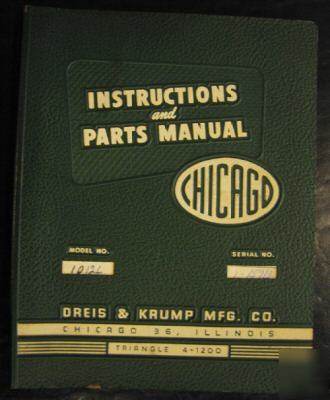 INSTRUCTIONS
and
PARTS MANUAL
CHICAGO
MODEL NO.
SERIAL NO.
1012L
DREIS & KRUMP MFG. CO.
CHICAGO 36, ILLINOIS
TRIANGLE 4-1200